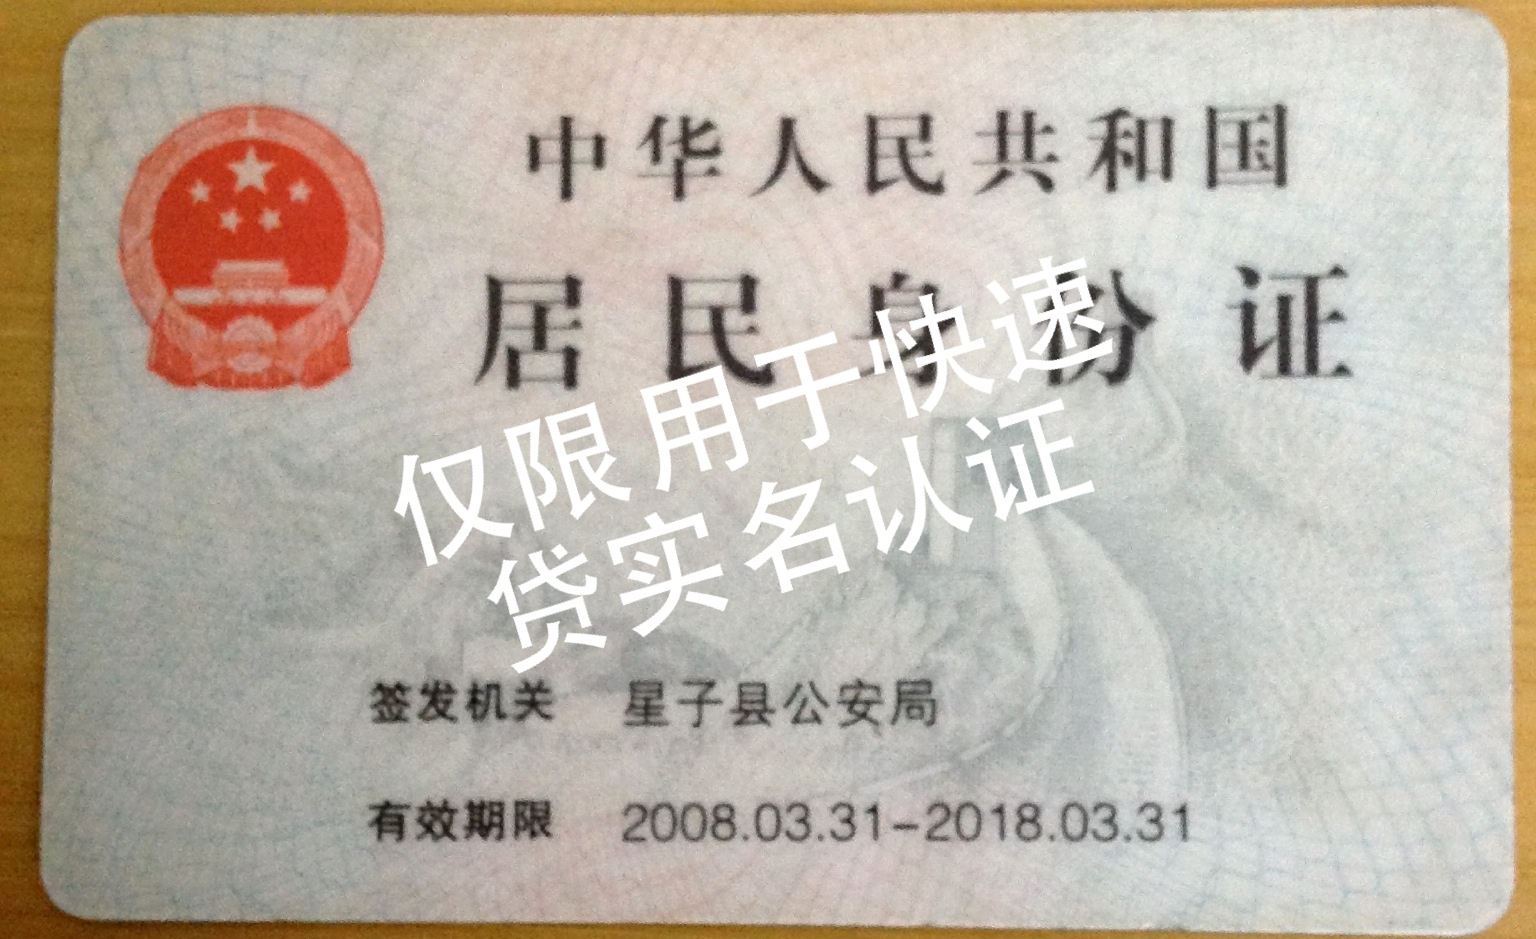 中华人民共和国
居民身份证
仅限用于快速
贷实名认证
签发机关 星子县公安局
有效期限 2008.03.31-2018.03.31